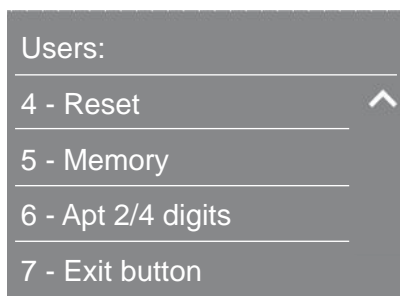 Users:
4 - Reset
5 - Memory
6 - Apt 2/4 digits
7 - Exit button